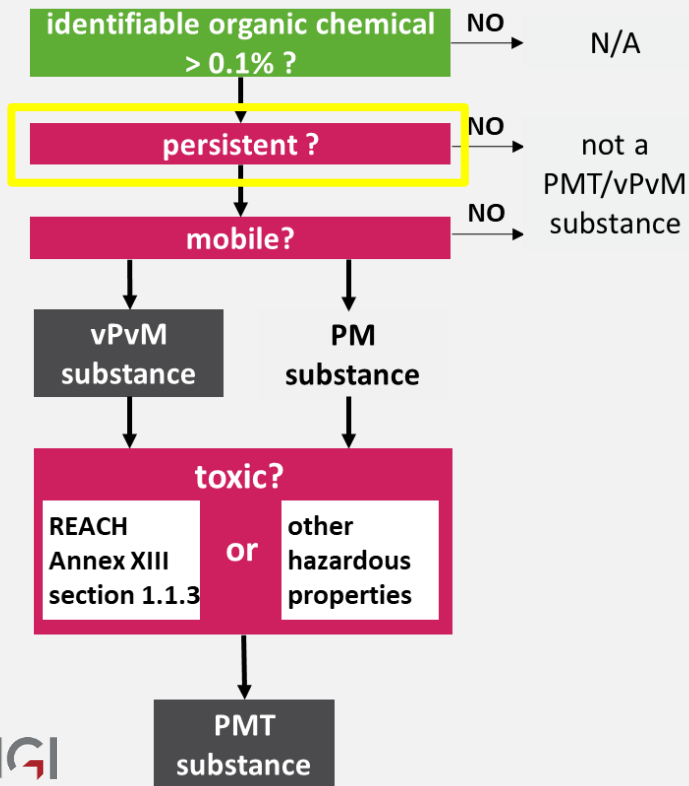 identifiable organic chemical
> 0.1% ?
NO
N/A
persistent ?
NO
not a
PMT/vPvM
substance
mobile?
NO
vPvM
substance
PM
substance
toxic?
REACH
Annex XIII
section 1.1.3
or
other
hazardous
properties
PMT
substance